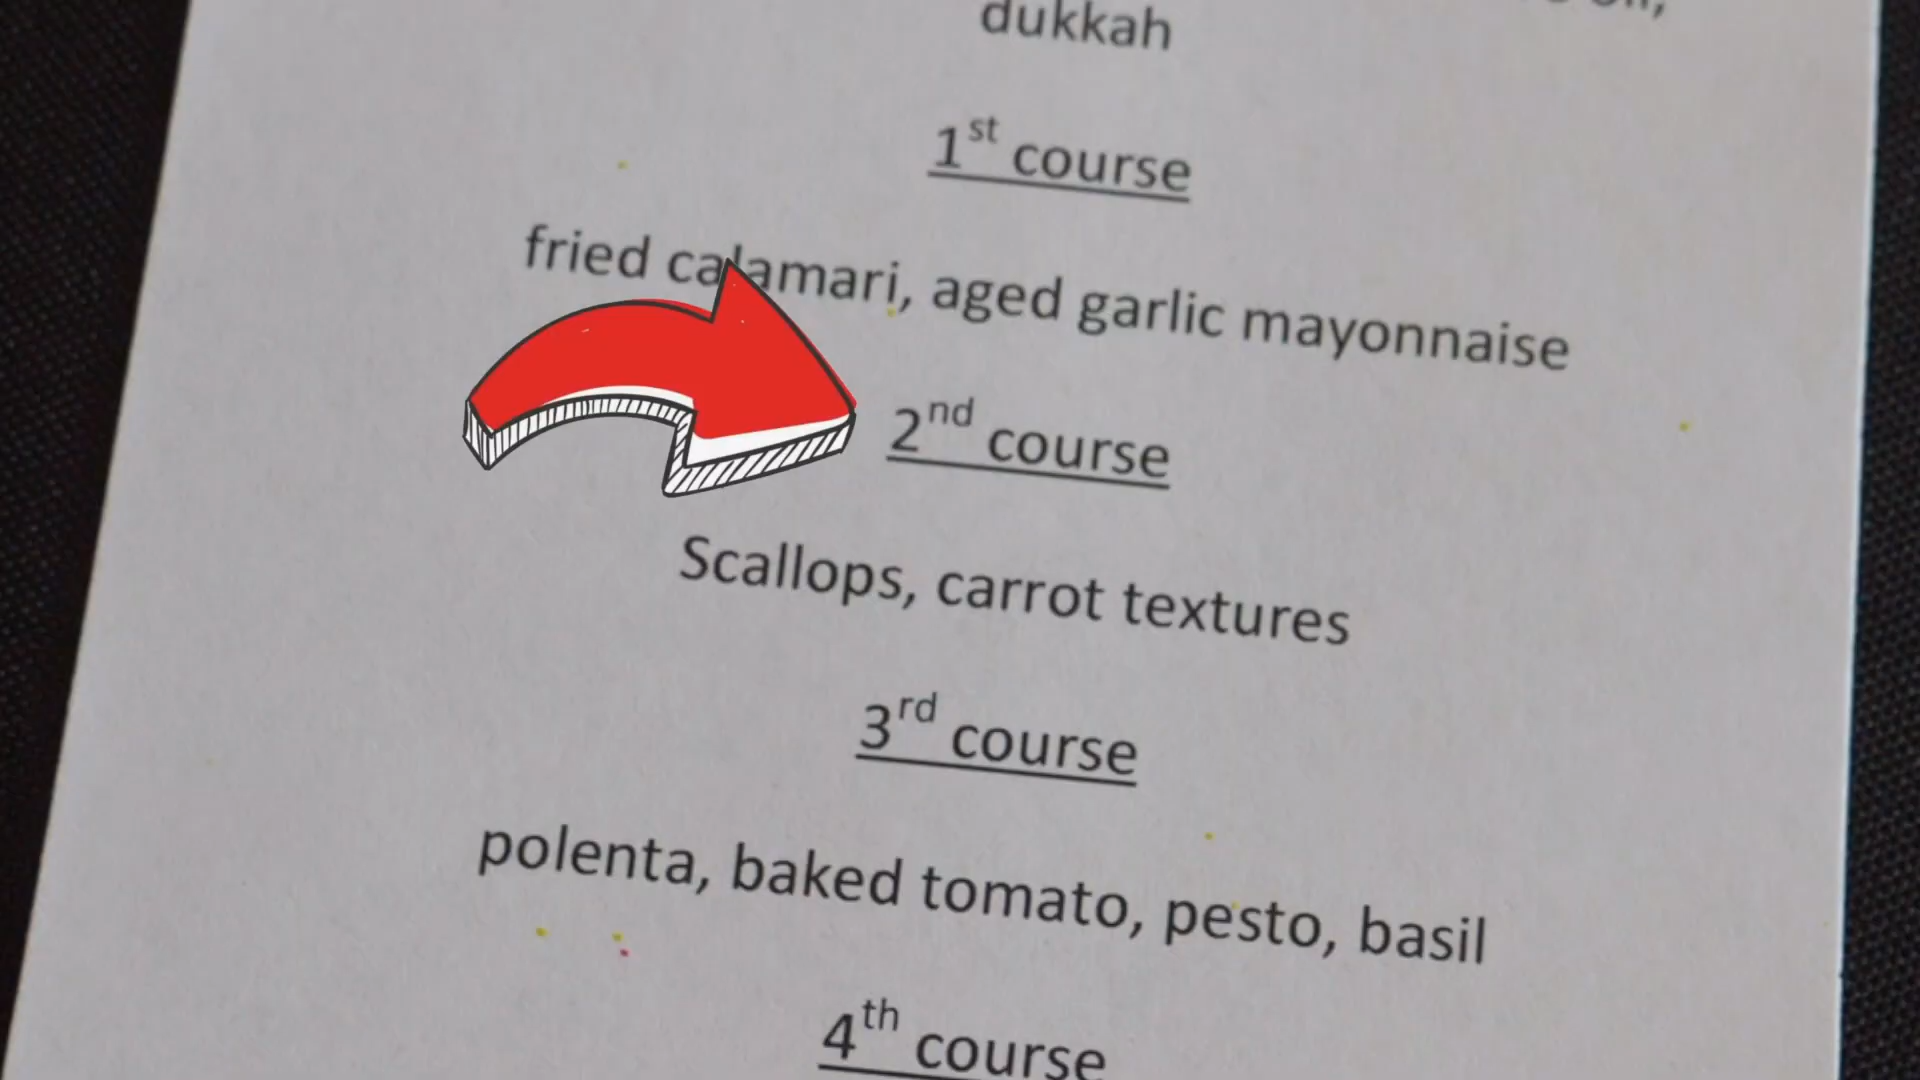 dukkah
1st course
fried calamari, aged garlic mayonnaise
2nd course
Scallops, carrot textures
3rd course
polenta, baked tomato, pesto, basil
4th course